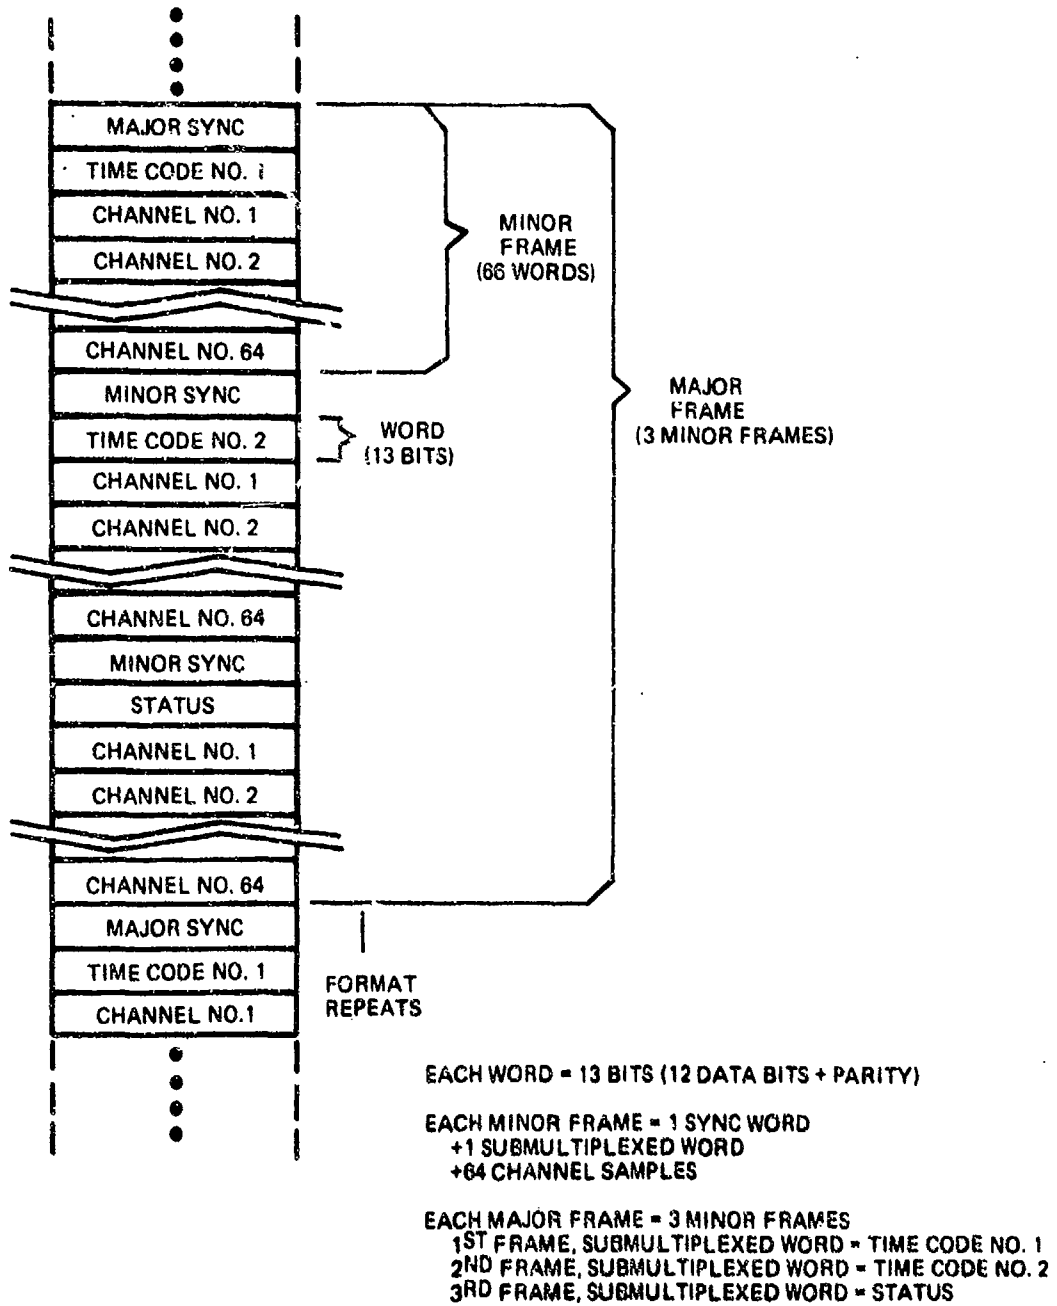 MAJOR SYNC
TIME CODE NO. 1
CHANNEL NO. 1
CHANNEL NO. 2
CHANNEL NO. 64
MINOR SYNC
TIME CODE NO. 2
CHANNEL NO. 1
CHANNEL NO. 2
CHANNEL NO. 64
MINOR SYNC
STATUS
CHANNEL NO. 1
CHANNEL NO. 2
CHANNEL NO. 64
MAJOR SYNC
TIME CODE NO. 1
CHANNEL NO.1
MINOR
FRAME
(66 WORDS)
WORD
(13 BITS)
MAJOR
FRAME
(3 MINOR FRAMES)
FORMAT
REPEATS
EACH WORD = 13 BITS (12 DATA BITS + PARITY)
EACH MINOR FRAME = 1 SYNC WORD
+1 SUBMULTIPLEXED WORD
+64 CHANNEL SAMPLES
EACH MAJOR FRAME = 3 MINOR FRAMES
1ST FRAME, SUBMULTIPLEXED WORD = TIME CODE NO. 1
2ND FRAME, SUBMULTIPLEXED WORD = TIME CODE NO. 2
3RD FRAME, SUBMULTIPLEXED WORD = STATUS